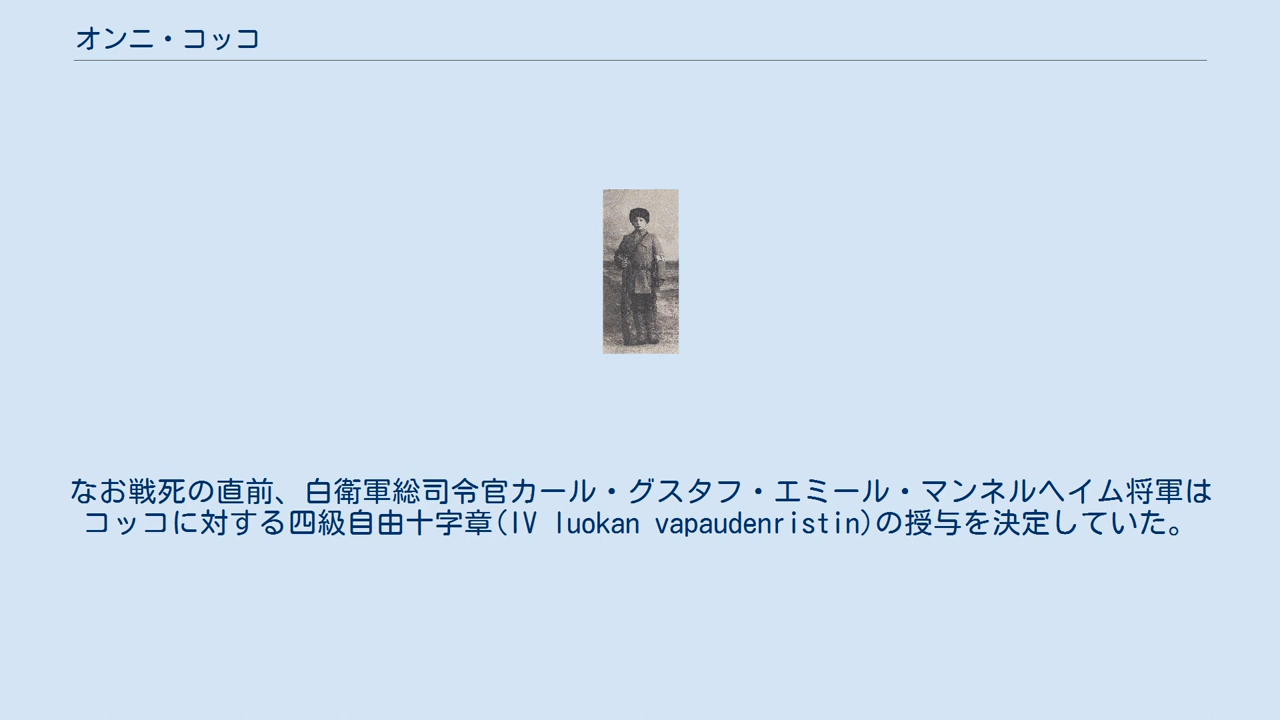 オンニ・コッコ
なお戦死の直前、白衛軍総司令官カール・グスタフ・エミール・マンネルヘイム将軍は
コッコに対する四級自由十字章(IV luokan vapaudenristin)の授与を決定していた。